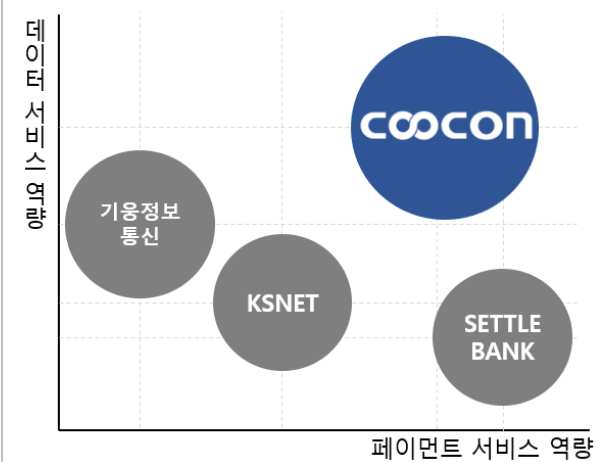 데이터 서비스 역량
coocon
기웅정보
통신
KSNET
SETTLE
BANK
페이먼트 서비스 역량